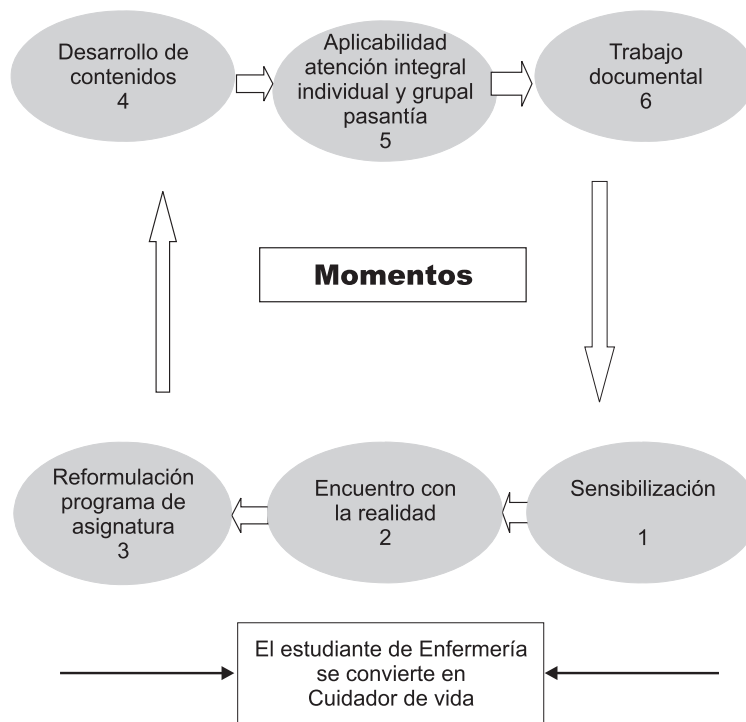 Desarrollo de
contenidos
4
Aplicabilidad
atención integral
individual y grupal
pasantía
5
Trabajo
documental
6
Momentos
Reformulación
programa de
asignatura
3
Encuentro con
la realidad
2
Sensibilización
1
El estudiante de Enfermería
se convierte en
Cuidador de vida